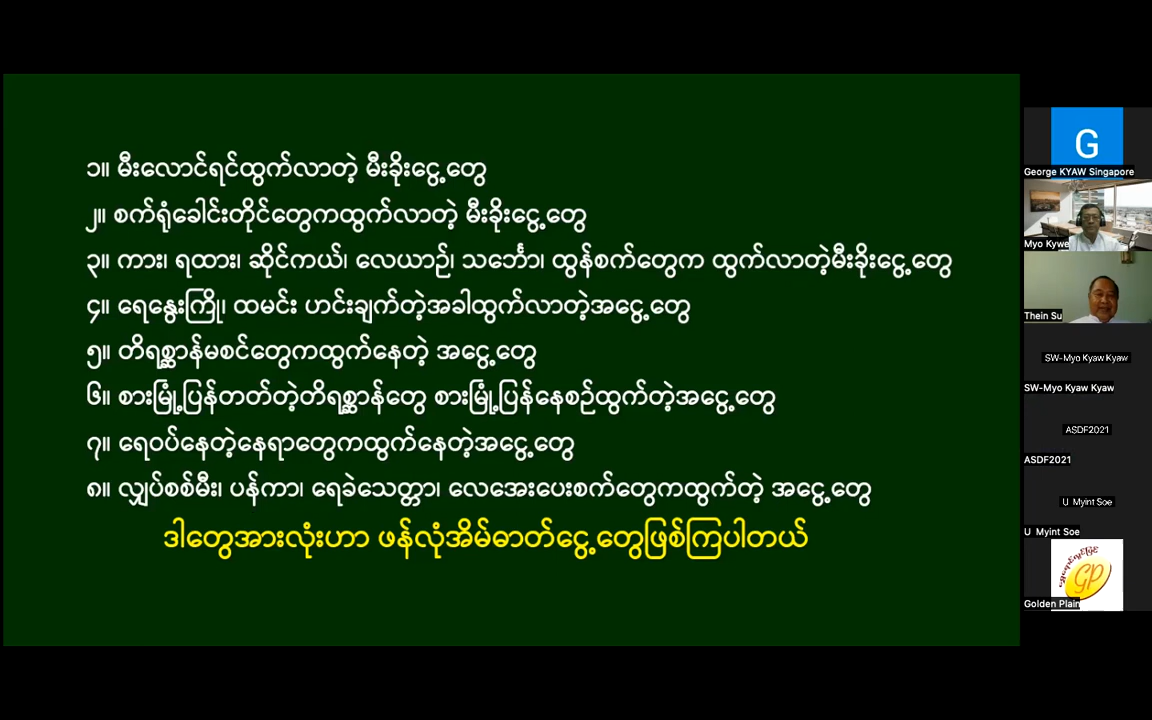 ၁။ မီးလောင်ရင်ထွက်လာတဲ့ မီးခိုးငွေ့တွေ
၂။ စက်ရုံခေါင်းတိုင်တွေကထွက်လာတဲ့ မီးခိုးငွေ့တွေ
၃။ ကား၊ ရထား၊ ဆိုင်ကယ်၊ လေယာဉ်၊ သင်္ဘော၊ ထွန်စက်တွေက ထွက်လာတဲ့မီးခိုးငွေ့တွေ
၄။ ရေနွေးကြို၊ ထမင်း ဟင်းချက်တဲ့အခါထွက်လာတဲ့အငွေ့တွေ
၅။ တိရစ္ဆာန်မစင်တွေကထွက်နေတဲ့ အငွေ့တွေ
၆။ စားမြုံ့ပြန်တတ်တဲ့တိရစ္ဆာန်တွေ စားမြုံ့ပြန်နေစဉ်ထွက်တဲ့အငွေ့တွေ
၇။ ရေဝပ်နေတဲ့နေရာတွေကထွက်နေတဲ့အငွေ့တွေ
၈။ လျှပ်စစ်မီး၊ ပန်ကာ၊ ရေခဲသေတ္တာ၊ လေအေးပေးစက်တွေကထွက်တဲ့ အငွေ့တွေ
ဒါတွေအားလုံးဟာ ဖန်လုံအိမ်ဓာတ်ငွေ့တွေဖြစ်ကြပါတယ်
G
George KYAW Singapore
Myo Kywe
Thein Su
SW-Myo Kyaw Kyaw
SW-Myo Kyaw Kyaw
ASDF2021
ASDF2021
U Myint Soe
U Myint Soe
GP
Golden Plain